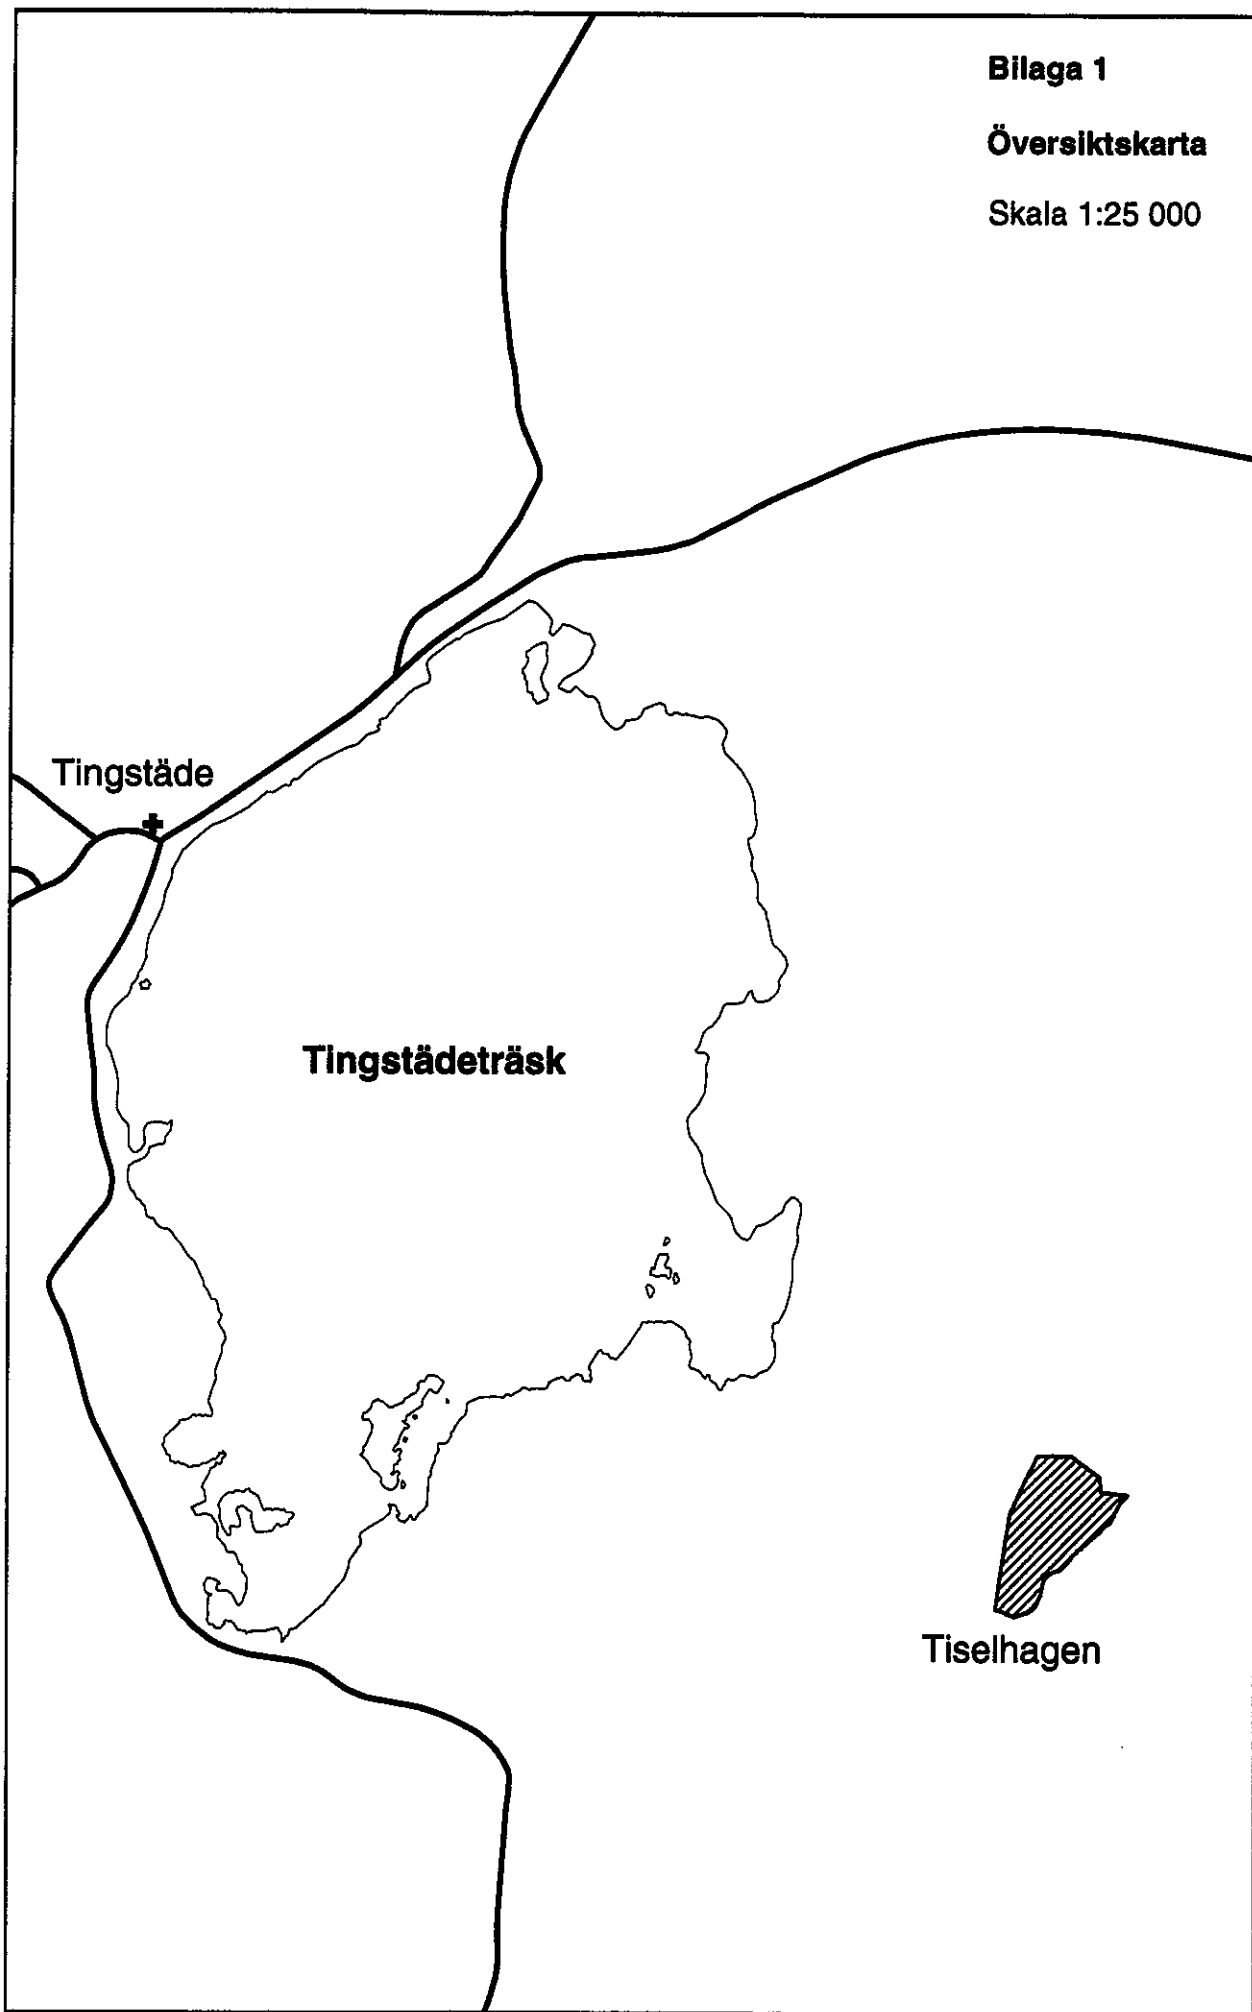 Bilaga 1
Översiktskarta
Skala 1:25 000
Tingstäde
Tingstädeträsk
Tiselhagen